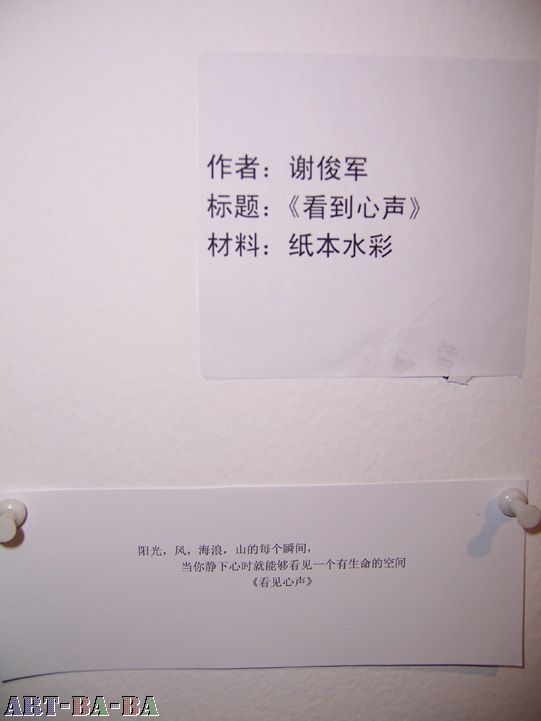 作者：谢俊军
标题：《看到心声》
材料：纸本水彩
阳光，风，海浪，山的每个瞬间，
当你静下心时就能够看见一个有生命的空间
《看见心声》
ART-BA-BA